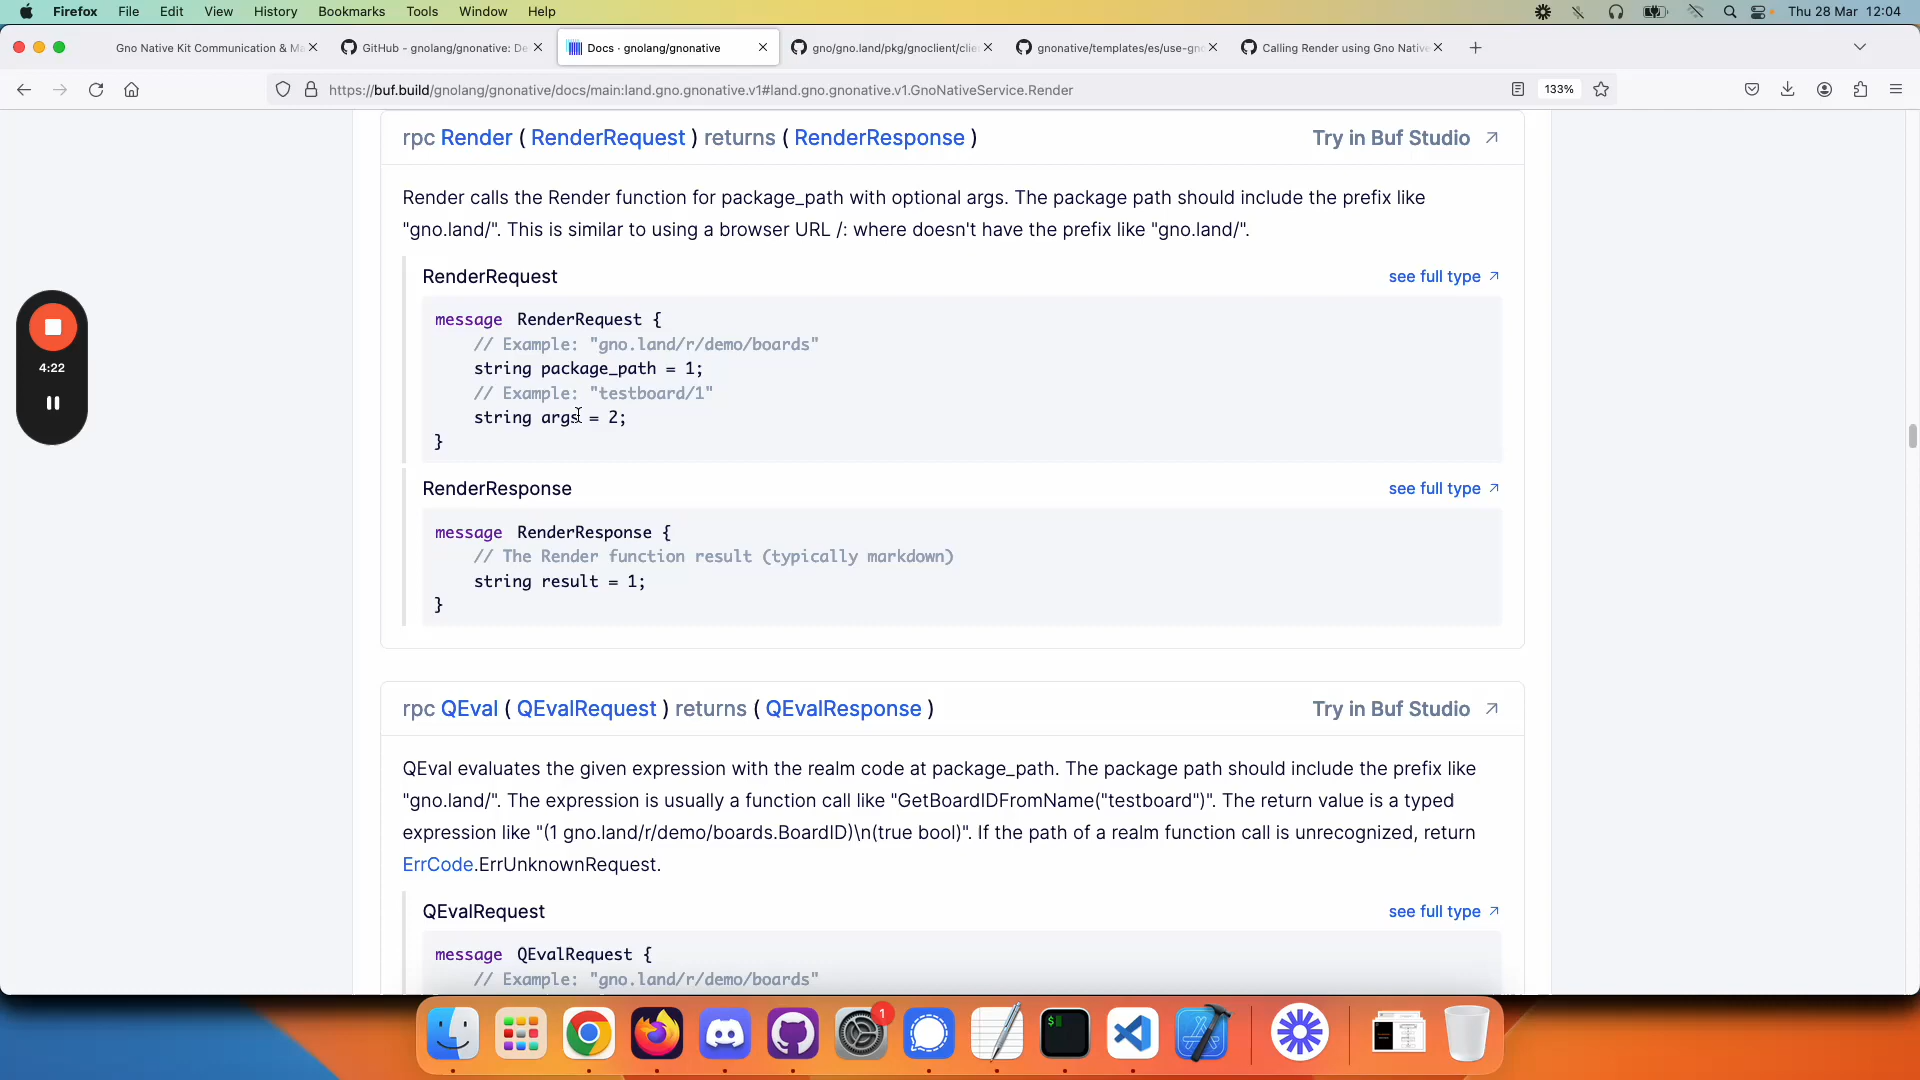 Firefox File Edit View History Bookmarks Tools Window Help Thu 28 Mar 12:04
Gno Native Kit Communication & Ma GitHub - gnolang/gnonative: De Docs · gnolang/gnonative gno/gno.land/pkg/gnoclient/clie gnonative/templates/es/use-gn Calling Render using Gno Native
https://buf.build/gnolang/gnonative/docs/main:land.gno.gnonative.v1#land.gno.gnonative.v1.GnoNativeService.Render 133%
rpc Render ( RenderRequest ) returns ( RenderResponse ) Try in Buf Studio
Render calls the Render function for package_path with optional args. The package path should include the prefix like
"gno.land/". This is similar to using a browser URL /: where doesn't have the prefix like "gno.land/".
RenderRequest see full type
message RenderRequest {
// Example: "gno.land/r/demo/boards"
string package_path = 1;
// Example: "testboard/1"
string args = 2;
}
4:22
RenderResponse see full type
message RenderResponse {
// The Render function result (typically markdown)
string result = 1;
}
rpc QEval ( QEvalRequest ) returns ( QEvalResponse ) Try in Buf Studio
QEval evaluates the given expression with the realm code at package_path. The package path should include the prefix like
"gno.land/". The expression is usually a function call like "GetBoardIDFromName("testboard")". The return value is a typed
expression like "(1 gno.land/r/demo/boards.BoardID)\n(true bool)". If the path of a realm function call is unrecognized, return
ErrCode.ErrUnknownRequest.
QEvalRequest see full type
message QEvalRequest {
// Example: "gno.land/r/demo/boards"
1
$